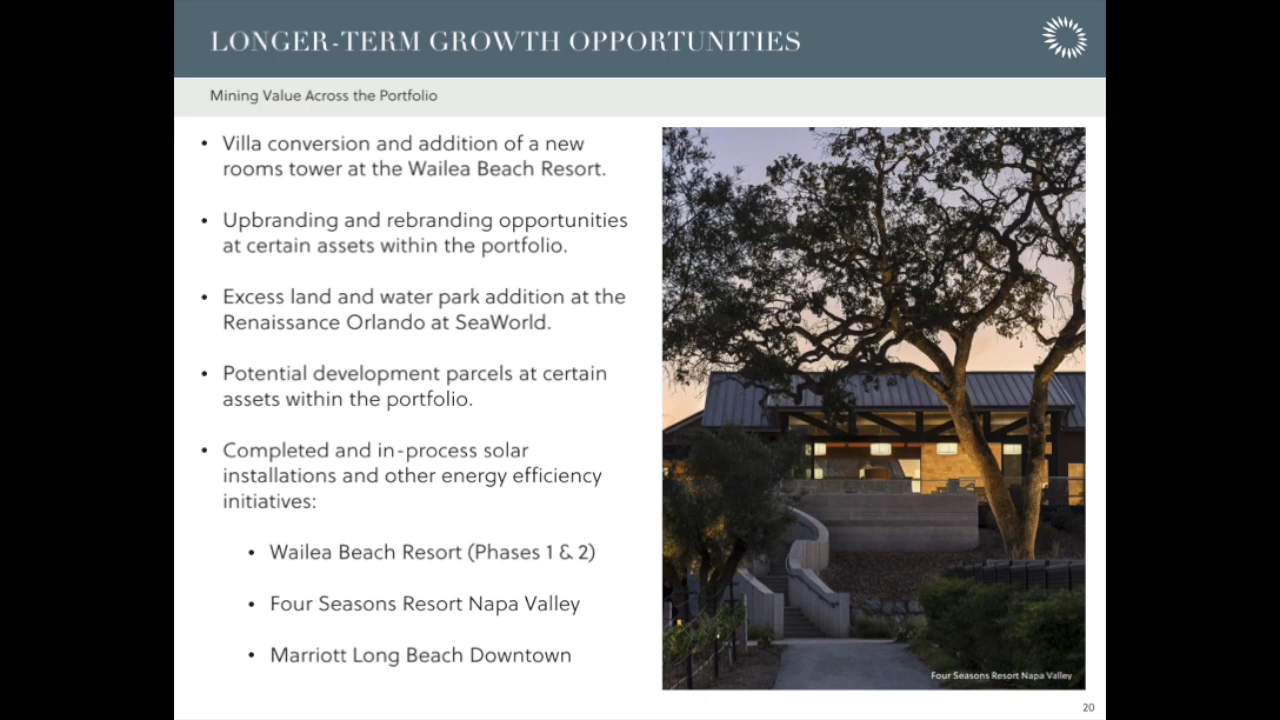 LONGER-TERM GROWTH OPPORTUNITIES
Mining Value Across the Portfolio
• Villa conversion and addition of a new
rooms tower at the Wailea Beach Resort.
• Upbranding and rebranding opportunities
at certain assets within the portfolio.
• Excess land and water park addition at the
Renaissance Orlando at SeaWorld.
• Potential development parcels at certain
assets within the portfolio.
• Completed and in-process solar
installations and other energy efficiency
initiatives:
• Wailea Beach Resort (Phases 1 & 2)
• Four Seasons Resort Napa Valley
• Marriott Long Beach Downtown
Four Seasons Resort Napa Valley
20